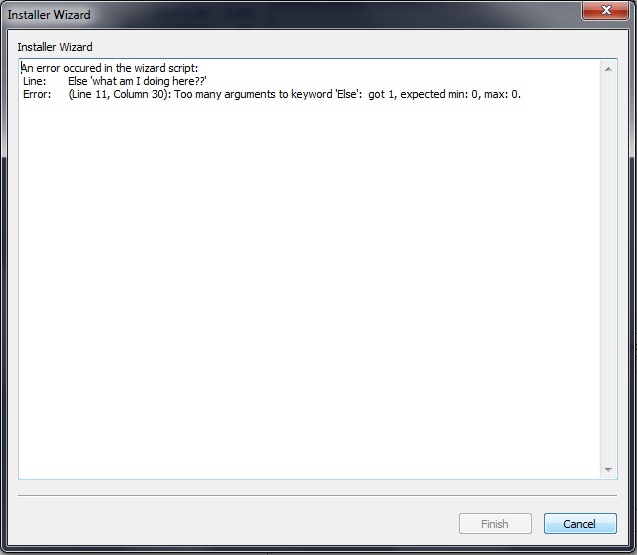 Installer Wizard
Installer Wizard
An error occured in the wizard script:
Line: Else 'what am I doing here??'
Error: (Line 11, Column 30): Too many arguments to keyword 'Else': got 1, expected min: 0, max: 0.
Finish
Cancel